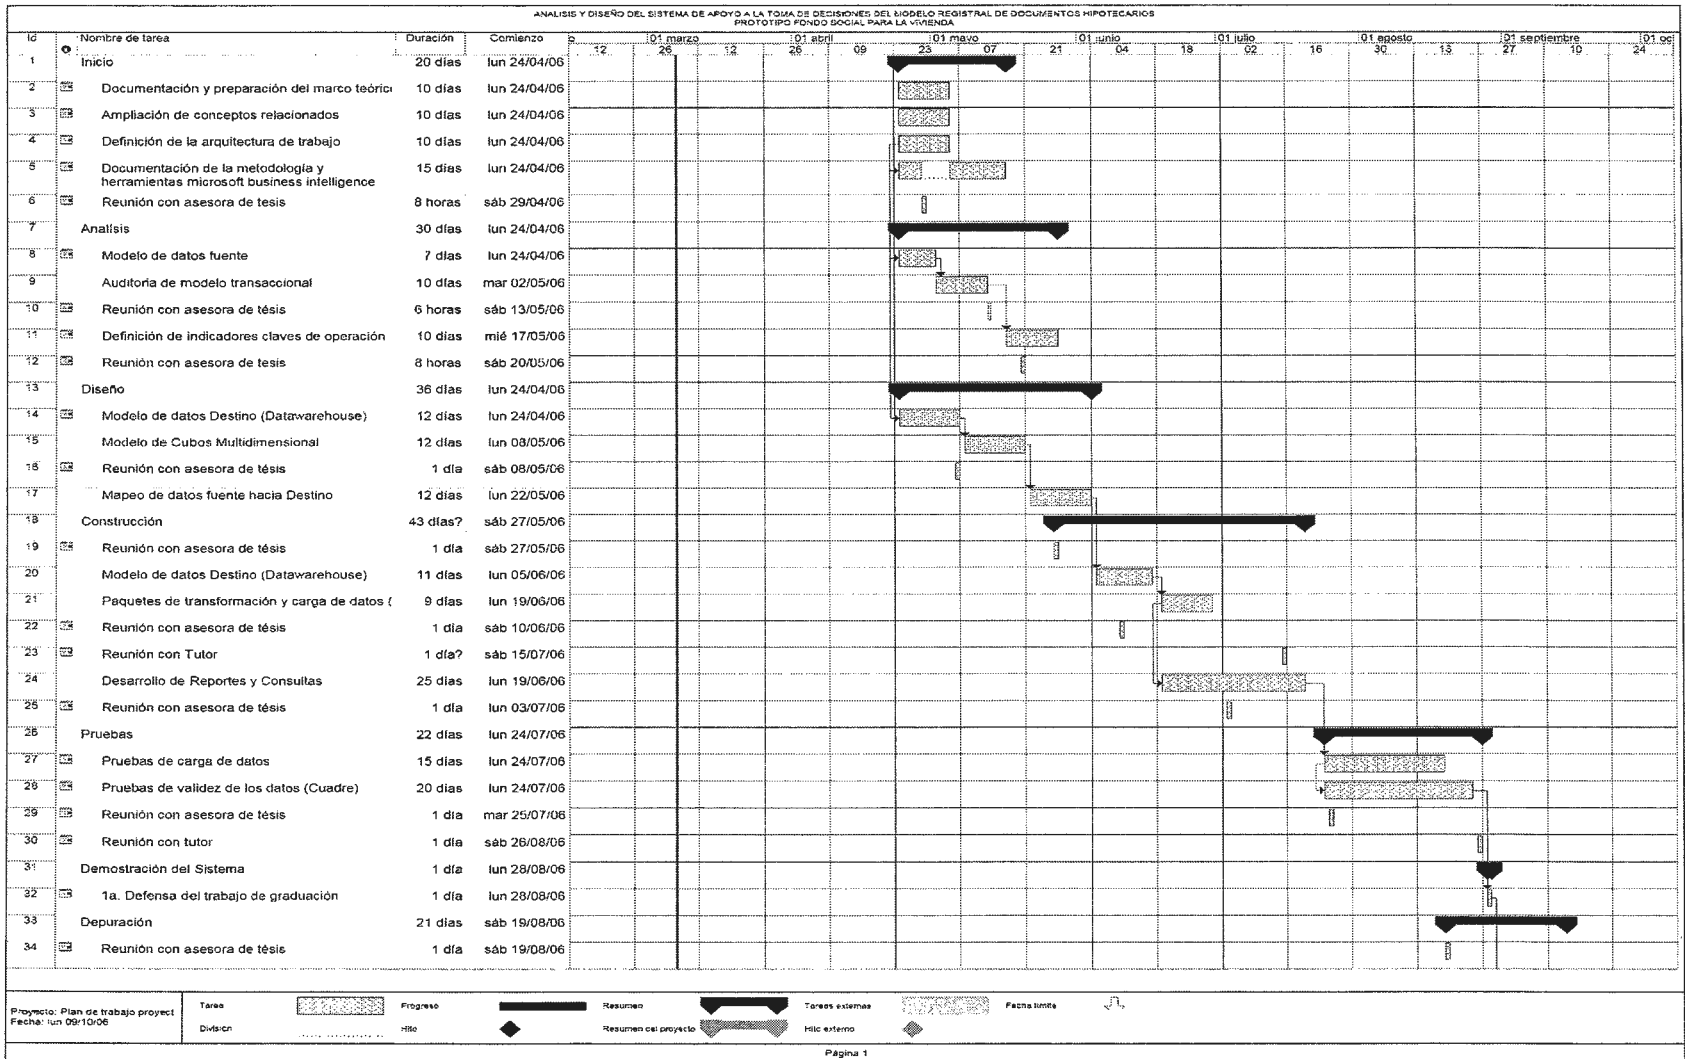 ANALISIS Y DISEÑO DEL SISTEMA DE APOYO A LA TOMA DE DECISIONES DEL MODELO REGISTRAL DE DOCUMENTOS HIPOTECARIOS
PROTOTIPO FONDO SOCIAL PARA LA VIVIENDA
Id Nombre de tarea Duración Comienzo 01 marzo 01 abril 01 mayo 01 junio 01 julio 01 agosto 01 septiembre 01 oc
12 26 12 26 09 23 07 21 04 18 02 16 30 13 27 10 24
1 Inicio 20 días lun 24/04/06
2 Documentación y preparación del marco teórico 10 días lun 24/04/06
3 Ampliación de conceptos relacionados 10 días lun 24/04/06
4 Definición de la arquitectura de trabajo 10 días lun 24/04/06
5 Documentación de la metodología y 15 días lun 24/04/06
herramientas microsoft business intelligence
6 Reunión con asesora de tesis 8 horas sáb 29/04/06
7 Analisis 30 días lun 24/04/06
8 Modelo de datos fuente 7 días lun 24/04/06
9 Auditoria de modelo transaccional 10 días mar 02/05/06
10 Reunión con asesora de tésis 6 horas sáb 13/05/06
11 Definición de indicadores claves de operación 10 días mié 17/05/06
12 Reunión con asesora de tesis 8 horas sáb 20/05/06
13 Diseño 36 días lun 24/04/06
14 Modelo de datos Destino (Datawarehouse) 12 días lun 24/04/06
15 Modelo de Cubos Multidimensional 12 días lun 08/05/06
16 Reunión con asesora de tésis 1 día sáb 08/05/06
17 Mapeo de datos fuente hacia Destino 12 días lun 22/05/06
18 Construcción 43 días? sáb 27/05/06
19 Reunión con asesora de tésis 1 día sáb 27/05/06
20 Modelo de datos Destino (Datawarehouse) 11 días lun 05/06/06
21 Paquetes de transformación y carga de datos ( 9 días lun 19/06/06
22 Reunión con asesora de tésis 1 día sáb 10/06/06
23 Reunión con Tutor 1 día? sáb 15/07/06
24 Desarrollo de Reportes y Consultas 25 días lun 19/06/06
25 Reunión con asesora de tésis 1 día lun 03/07/06
26 Pruebas 22 días lun 24/07/06
27 Pruebas de carga de datos 15 días lun 24/07/06
28 Pruebas de validez de los datos (Cuadre) 20 días lun 24/07/06
29 Reunión con asesora de tésis 1 día mar 25/07/06
30 Reunión con tutor 1 día sáb 26/08/06
31 Demostración del Sistema 1 día lun 28/08/06
32 1a. Defensa del trabajo de graduación 1 día lun 28/08/06
33 Depuración 21 días sáb 19/08/06
34 Reunión con asesora de tésis 1 día sáb 19/08/06
Proyecto: Plan de trabajo proyect
Fecha: lun 09/10/06
Tarea Progreso Resumen Tareas externas Fecha límite
División Hito Resumen del proyecto Hito externo
Página 1